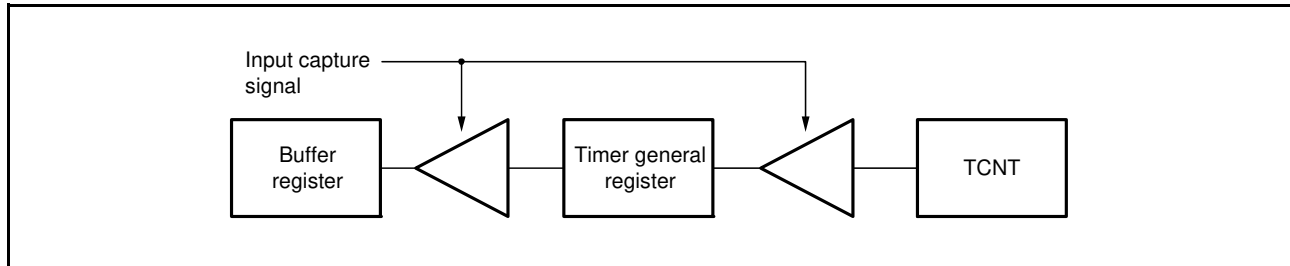 Input capture
signal
Buffer
register
Timer general
register
TCNT